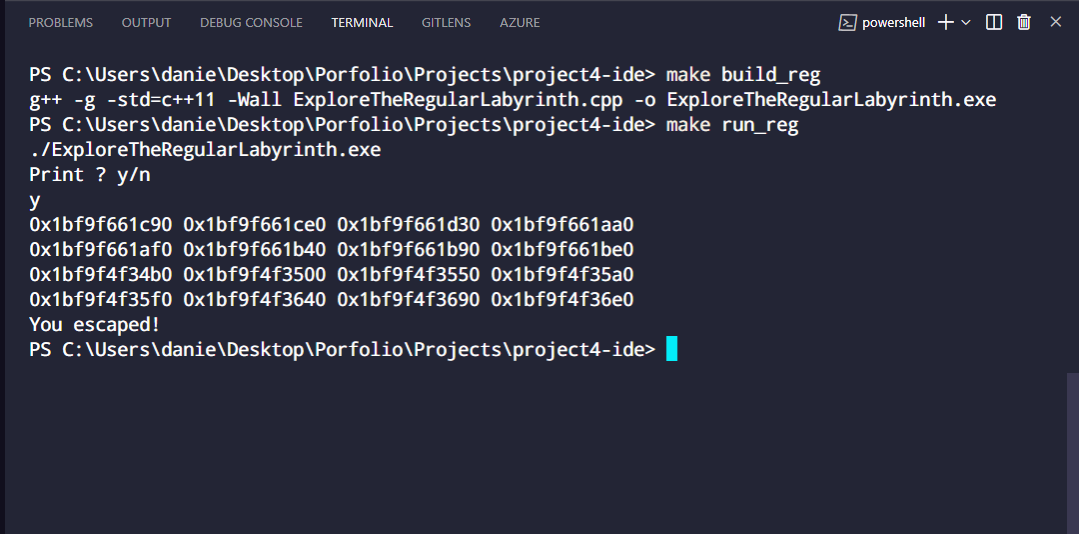 PROBLEMS OUTPUT DEBUG CONSOLE TERMINAL GITLENS AZURE powershell
PS C:\Users\danie\Desktop\Porfolio\Projects\project4-ide> make build_reg
g++ -g -std=c++11 -Wall ExploreTheRegularLabyrinth.cpp -o ExploreTheRegularLabyrinth.exe
PS C:\Users\danie\Desktop\Porfolio\Projects\project4-ide> make run_reg
./ExploreTheRegularLabyrinth.exe
Print ? y/n
y
0x1bf9f661c90 0x1bf9f661ce0 0x1bf9f661d30 0x1bf9f661aa0
0x1bf9f661af0 0x1bf9f661b40 0x1bf9f661b90 0x1bf9f661be0
0x1bf9f4f34b0 0x1bf9f4f3500 0x1bf9f4f3550 0x1bf9f4f35a0
0x1bf9f4f35f0 0x1bf9f4f3640 0x1bf9f4f3690 0x1bf9f4f36e0
You escaped!
PS C:\Users\danie\Desktop\Porfolio\Projects\project4-ide>